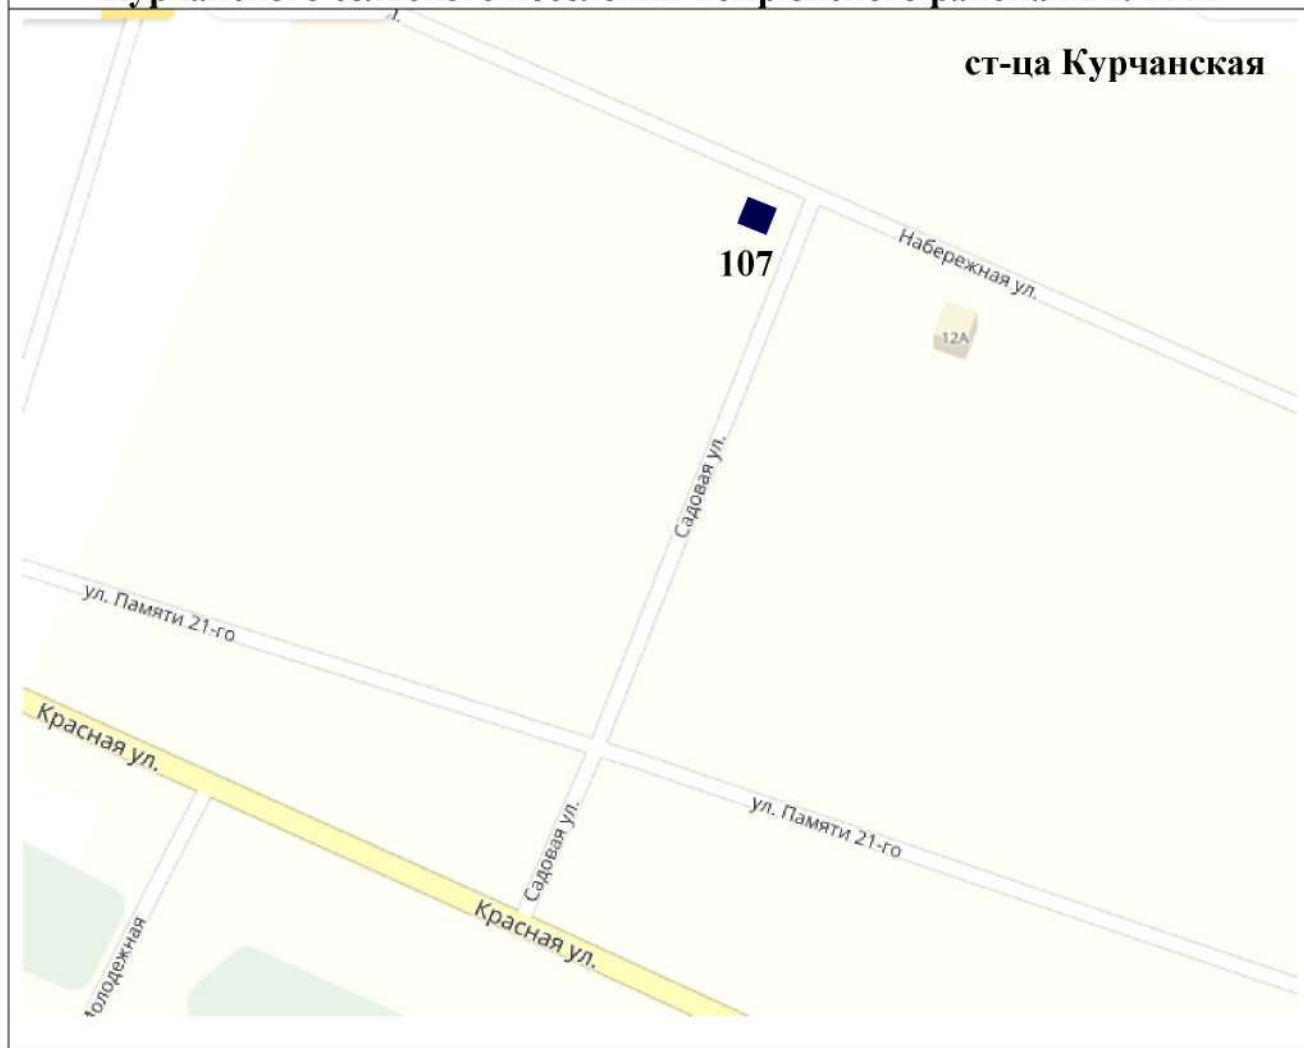 ст-ца Курчанская
107
Набережная ул.
12А
Садовая ул.
ул. Памяти 21-го
Красная ул.
Садовая ул.
ул. Памяти 21-го
Красная ул.
Молодежная